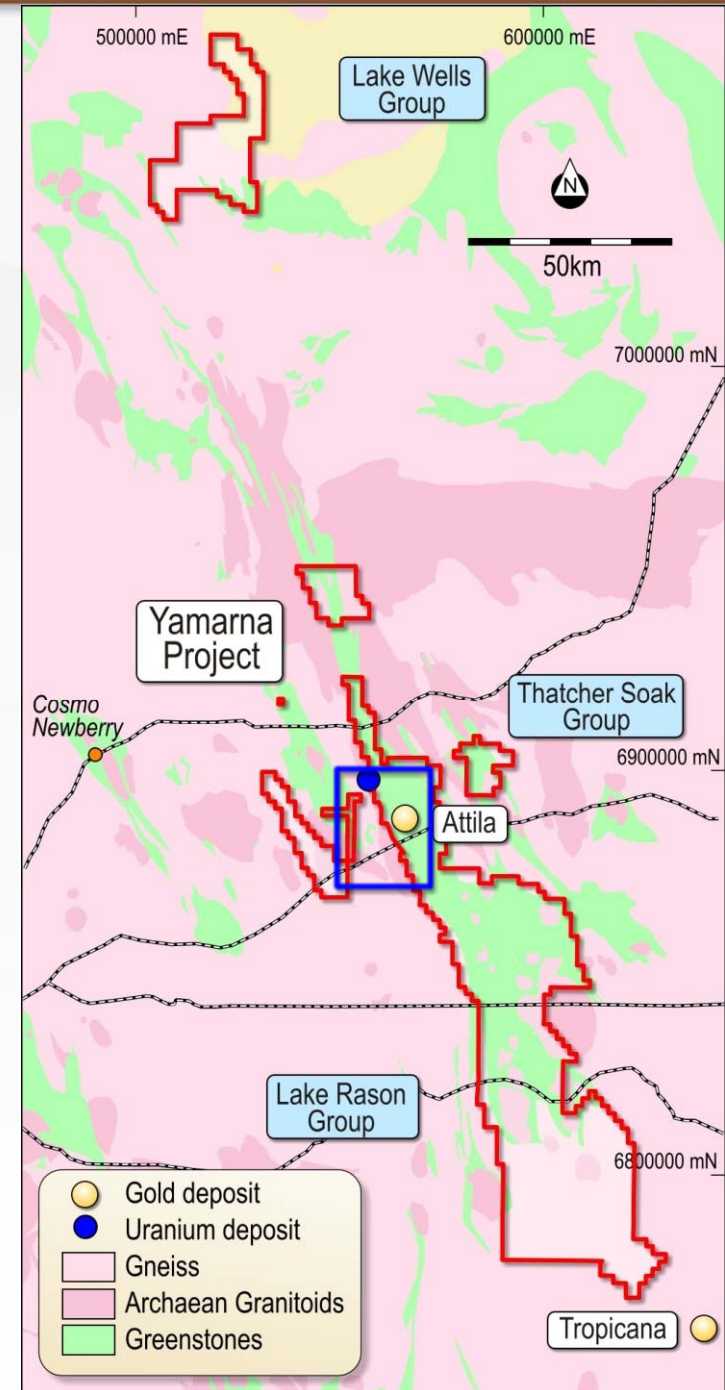 500000 mE
600000 mE
Lake Wells
Group
N
50km
7000000 mN
Yamarna
Project
Cosmo
Newberry
Thatcher Soak
Group
6900000 mN
Attila
Lake Rason
Group
6800000 mN
Gold deposit
Uranium deposit
Gneiss
Archaean Granitoids
Greenstones
Tropicana